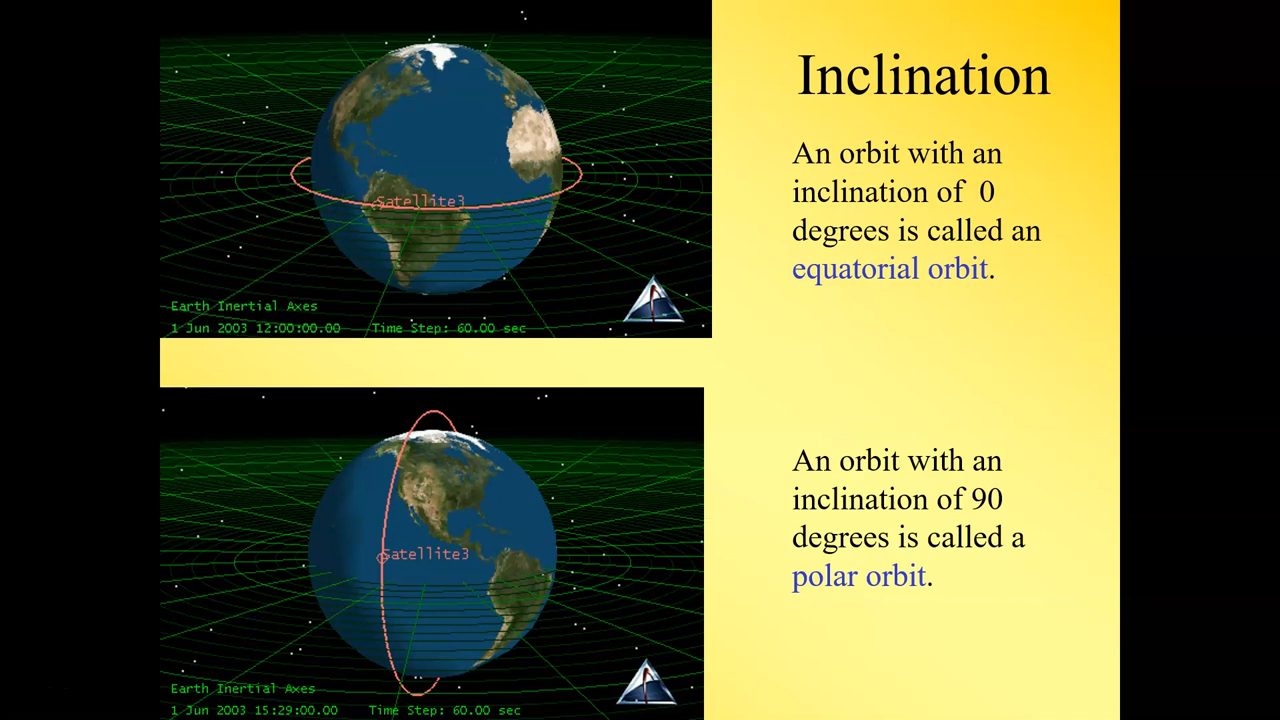 Inclination
An orbit with an
inclination of  0
degrees is called an
equatorial orbit.
Satellite3
Earth Inertial Axes
1 Jun 2003 12:00:00.00    Time Step: 60.00 sec
An orbit with an
inclination of 90
degrees is called a
polar orbit.
Satellite3
Earth Inertial Axes
1 Jun 2003 15:29:00.00    Time Step: 60.00 sec